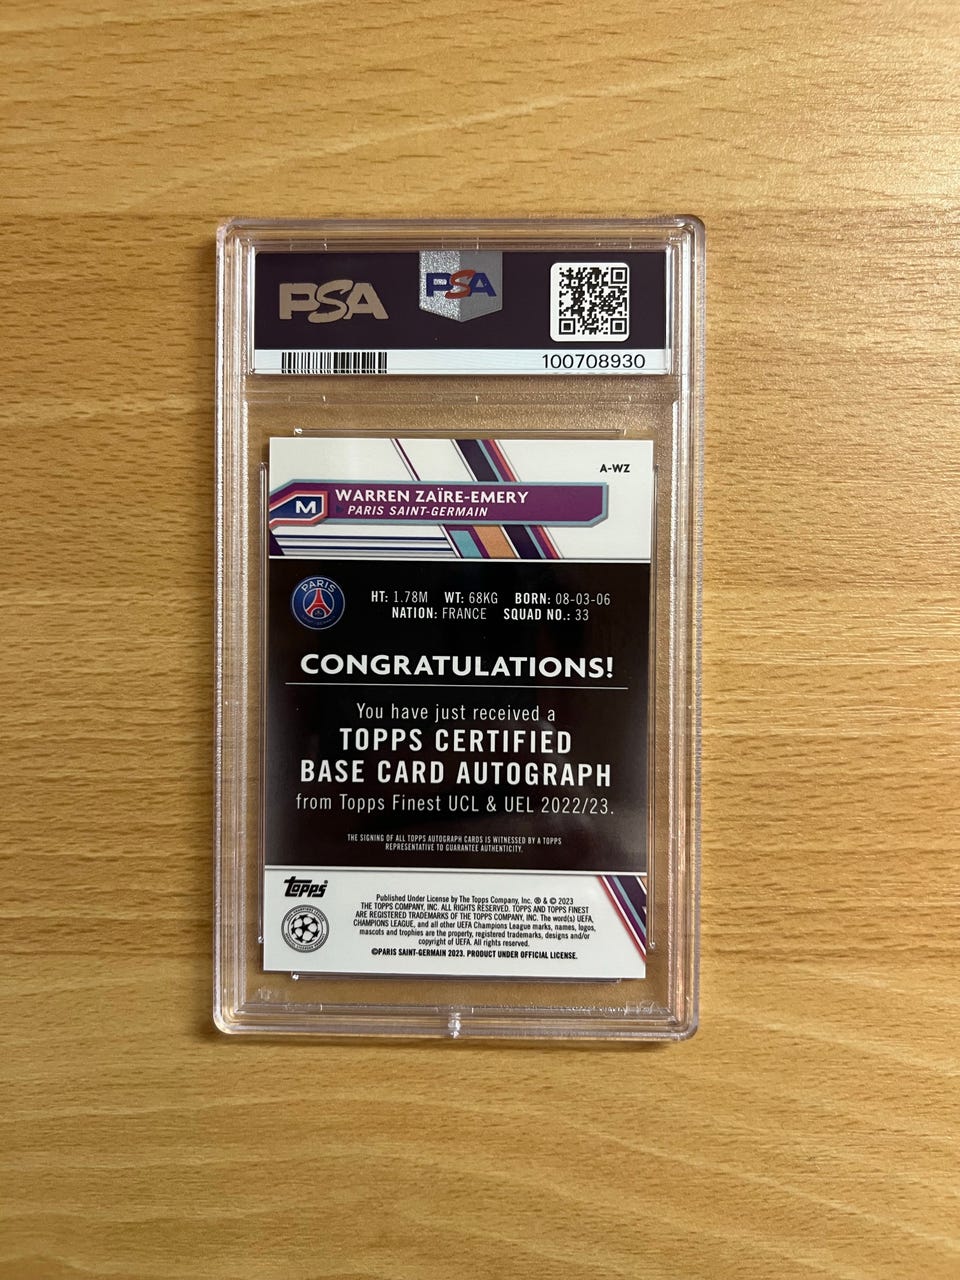 PSA
PSA
100708930
A-WZ
M
WARREN ZAÏRE-EMERY
PARIS SAINT-GERMAIN
PARIS
HT: 1.78M WT: 68KG BORN: 08-03-06
NATION: FRANCE SQUAD NO.: 33
CONGRATULATIONS!
You have just received a
TOPPS CERTIFIED
BASE CARD AUTOGRAPH
from Topps Finest UCL & UEL 2022/23.
THE SIGNING OF ALL TOPPS AUTOGRAPH CARDS IS WITNESSED BY A TOPPS
REPRESENTATIVE TO GUARANTEE AUTHENTICITY.
topps®
Published Under License by The Topps Company, Inc. ® & © 2023
THE TOPPS COMPANY, INC. ALL RIGHTS RESERVED. TOPPS AND TOPPS FINEST
ARE REGISTERED TRADEMARKS OF THE TOPPS COMPANY, INC. The word(s) UEFA,
CHAMPIONS LEAGUE, and all other UEFA Champions League marks, names, logos,
mascots and trophies are the property, registered trademarks, designs and/or
copyright of UEFA. All rights reserved.
©PARIS SAINT-GERMAIN 2023. PRODUCT UNDER OFFICIAL LICENSE.